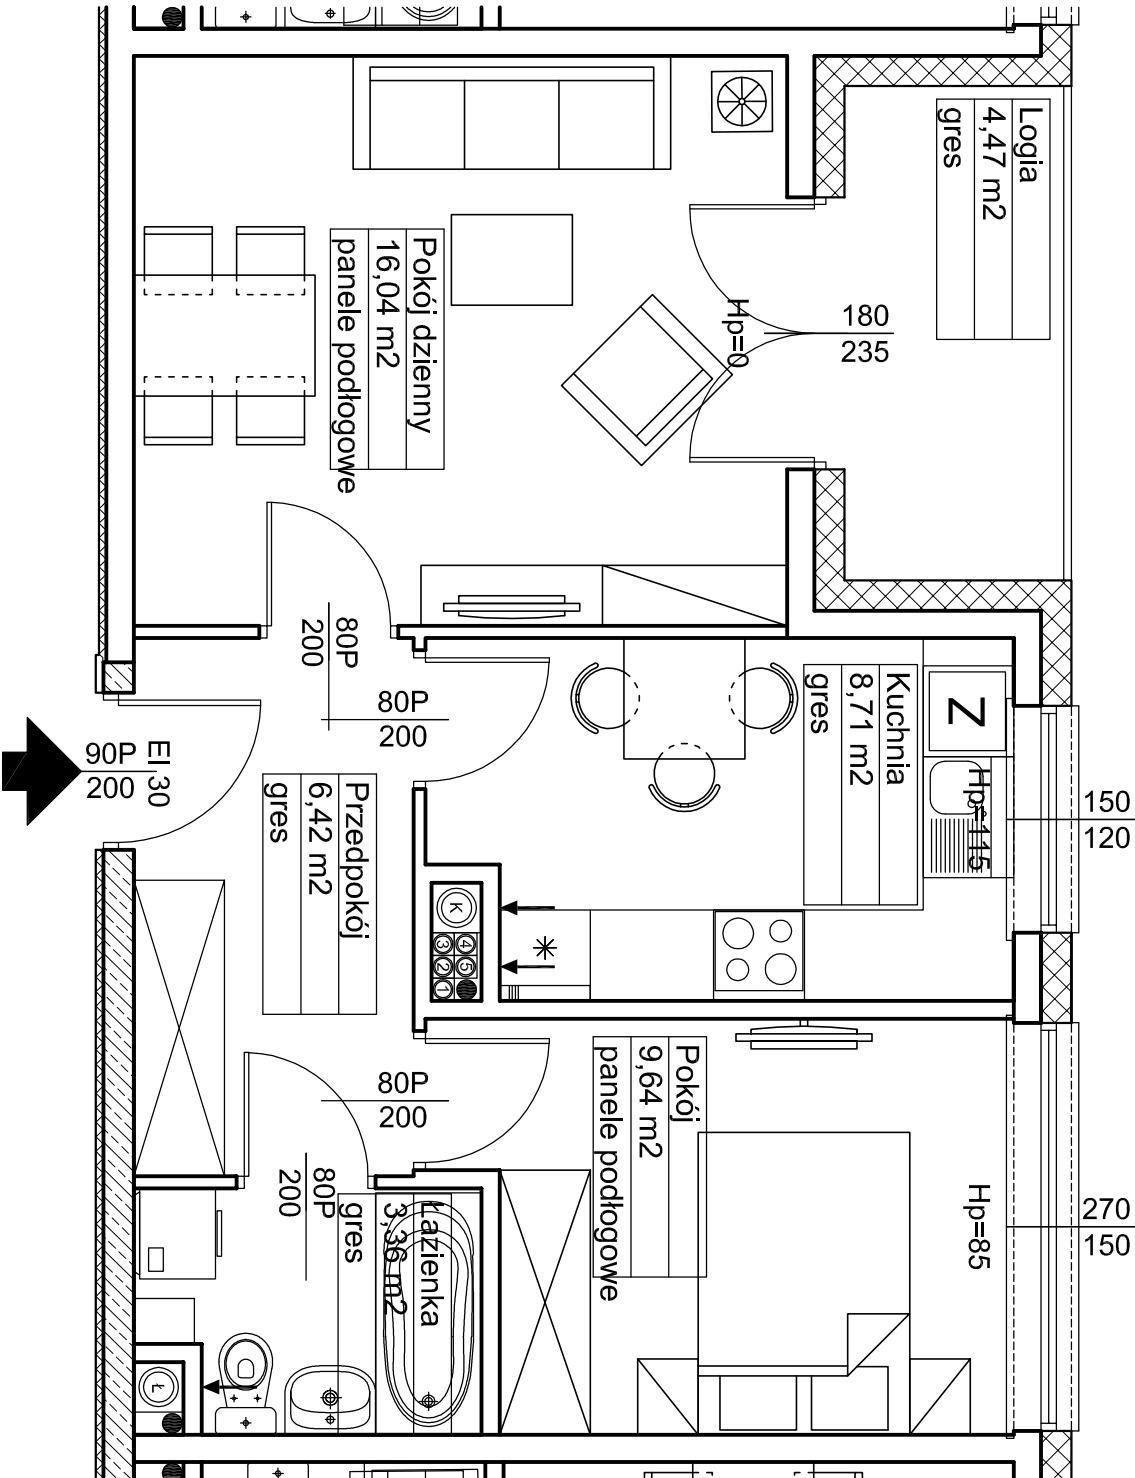 Logia
4,47 m2
gres
180
235
Hp=0
Pokój dzienny
16,04 m2
panele podłogowe
80P
200
80P
200
Kuchnia
8,71 m2
gres
Z
Hp=115
150
120
90P
200
EI 30
Przedpokój
6,42 m2
gres
K
3
4
2
5
1
80P
200
Pokój
9,64 m2
panele podłogowe
Hp=85
270
150
80P
200
Łazienka
3,36 m2
gres
Ł